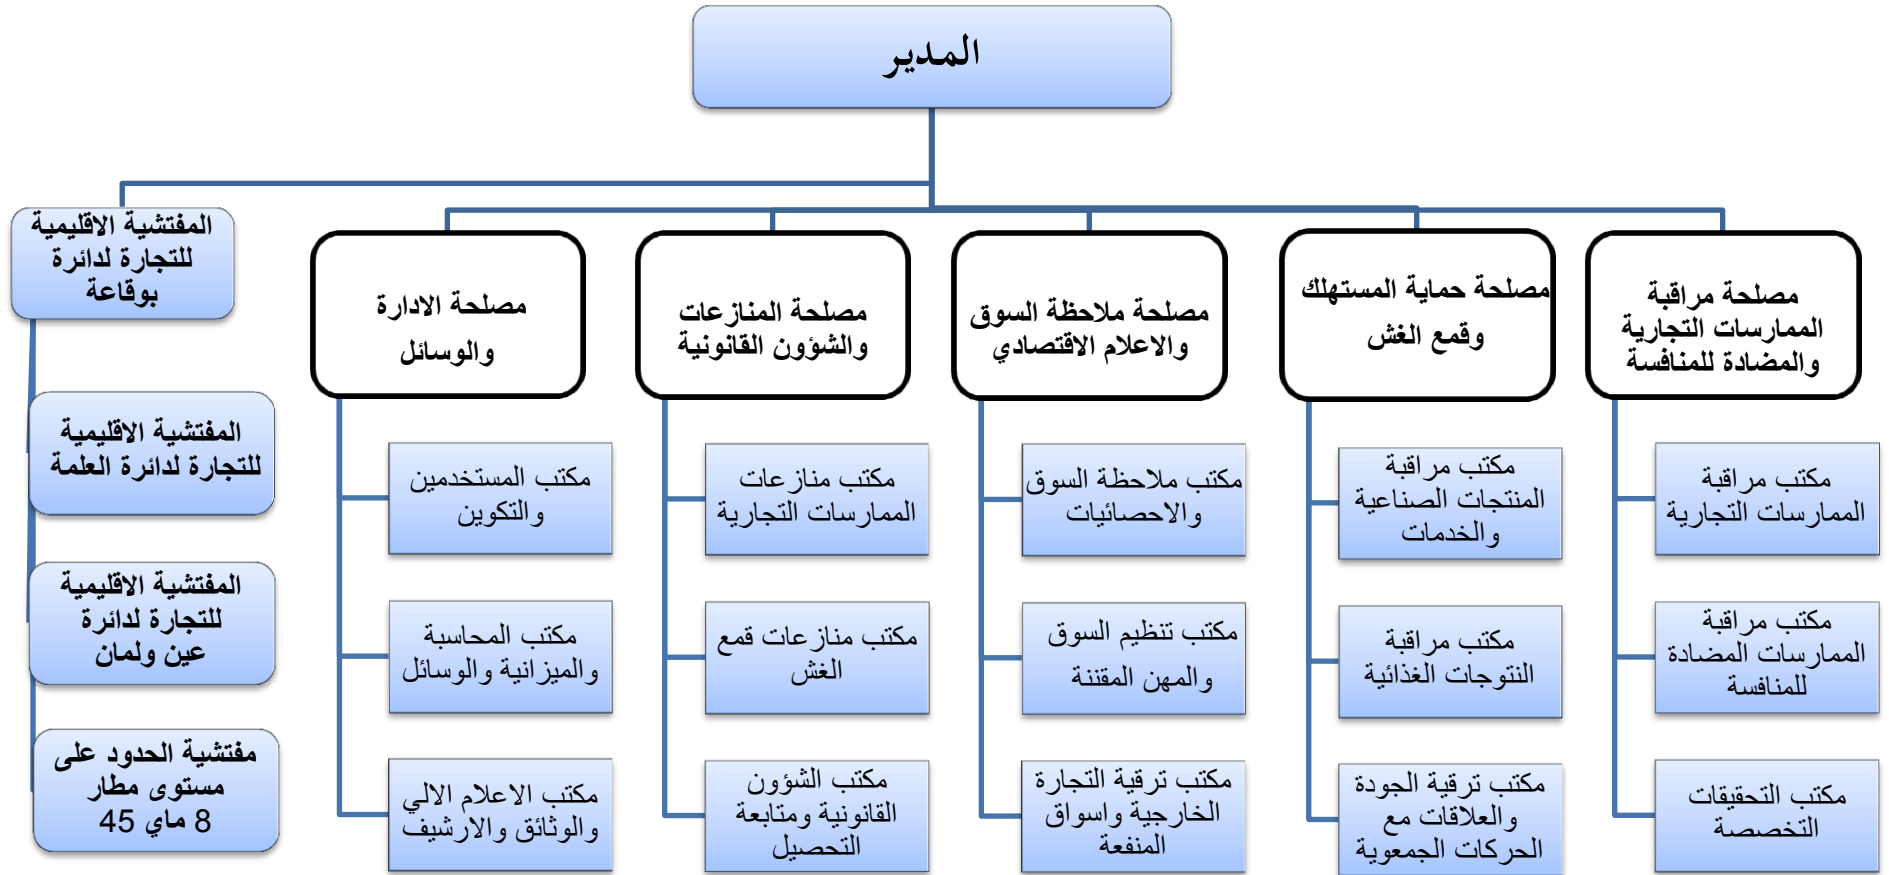 المدير
مصلحة مراقبة
الممارسات التجارية
والمضادة للمنافسة
مكتب مراقبة
الممارسات التجارية
مكتب مراقبة
الممارسات المضادة
للمنافسة
مكتب التحقيقات
التخصصة
مصلحة حماية المستهلك
وقمع الغش
مكتب مراقبة
المنتجات الصناعية
والخدمات
مكتب مراقبة
النتوجات الغذائية
مكتب ترقية الجودة
والعلاقات مع
الحركات الجمعوية
مصلحة ملاحظة السوق
والاعلام الاقتصادي
مكتب ملاحظة السوق
والاحصائيات
مكتب تنظيم السوق
والمهن المقننة
مكتب ترقية التجارة
الخارجية واسواق
المنفعة
مصلحة المنازعات
والشؤون القانونية
مكتب منازعات
الممارسات التجارية
مكتب منازعات قمع
الغش
مكتب الشؤون
القانونية ومتابعة
التحصيل
مصلحة الادارة
والوسائل
مكتب المستخدمين
والتكوين
مكتب المحاسبة
والميزانية والوسائل
مكتب الاعلام الالي
والوثائق والارشيف
المفتشية الاقليمية
للتجارة لدائرة
بوقاعة
المفتشية الاقليمية
للتجارة لدائرة العلمة
المفتشية الاقليمية
للتجارة لدائرة
عين ولمان
مفتشية الحدود على
مستوى مطار
8 ماي 45